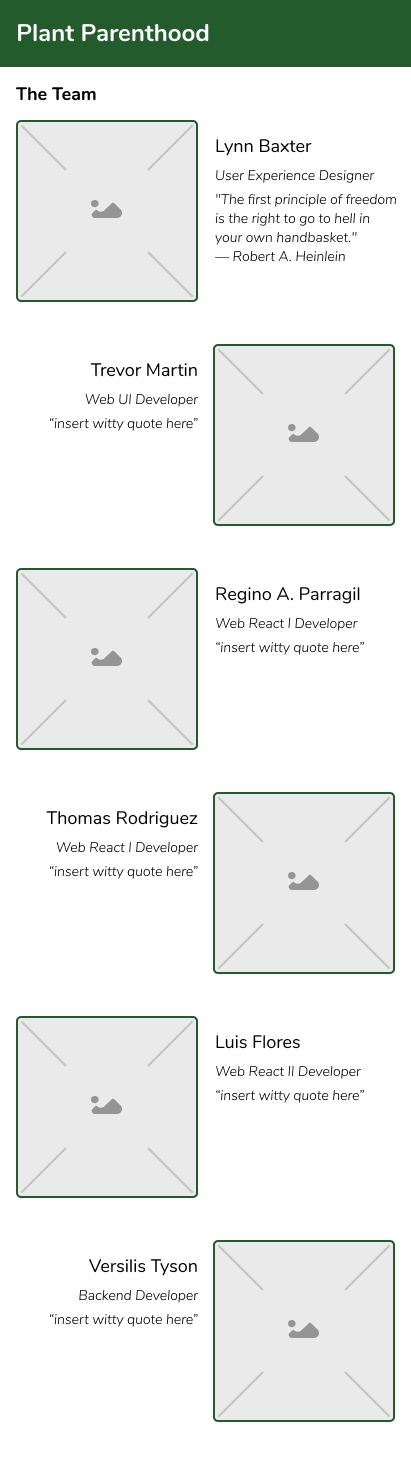 Plant Parenthood
The Team
Lynn Baxter
User Experience Designer
"The first principle of freedom
is the right to go to hell in
your own handbasket."
— Robert A. Heinlein
Trevor Martin
Web UI Developer
“insert witty quote here”
Regino A. Parragil
Web React I Developer
“insert witty quote here”
Thomas Rodriguez
Web React I Developer
“insert witty quote here”
Luis Flores
Web React II Developer
“insert witty quote here”
Versilis Tyson
Backend Developer
“insert witty quote here”